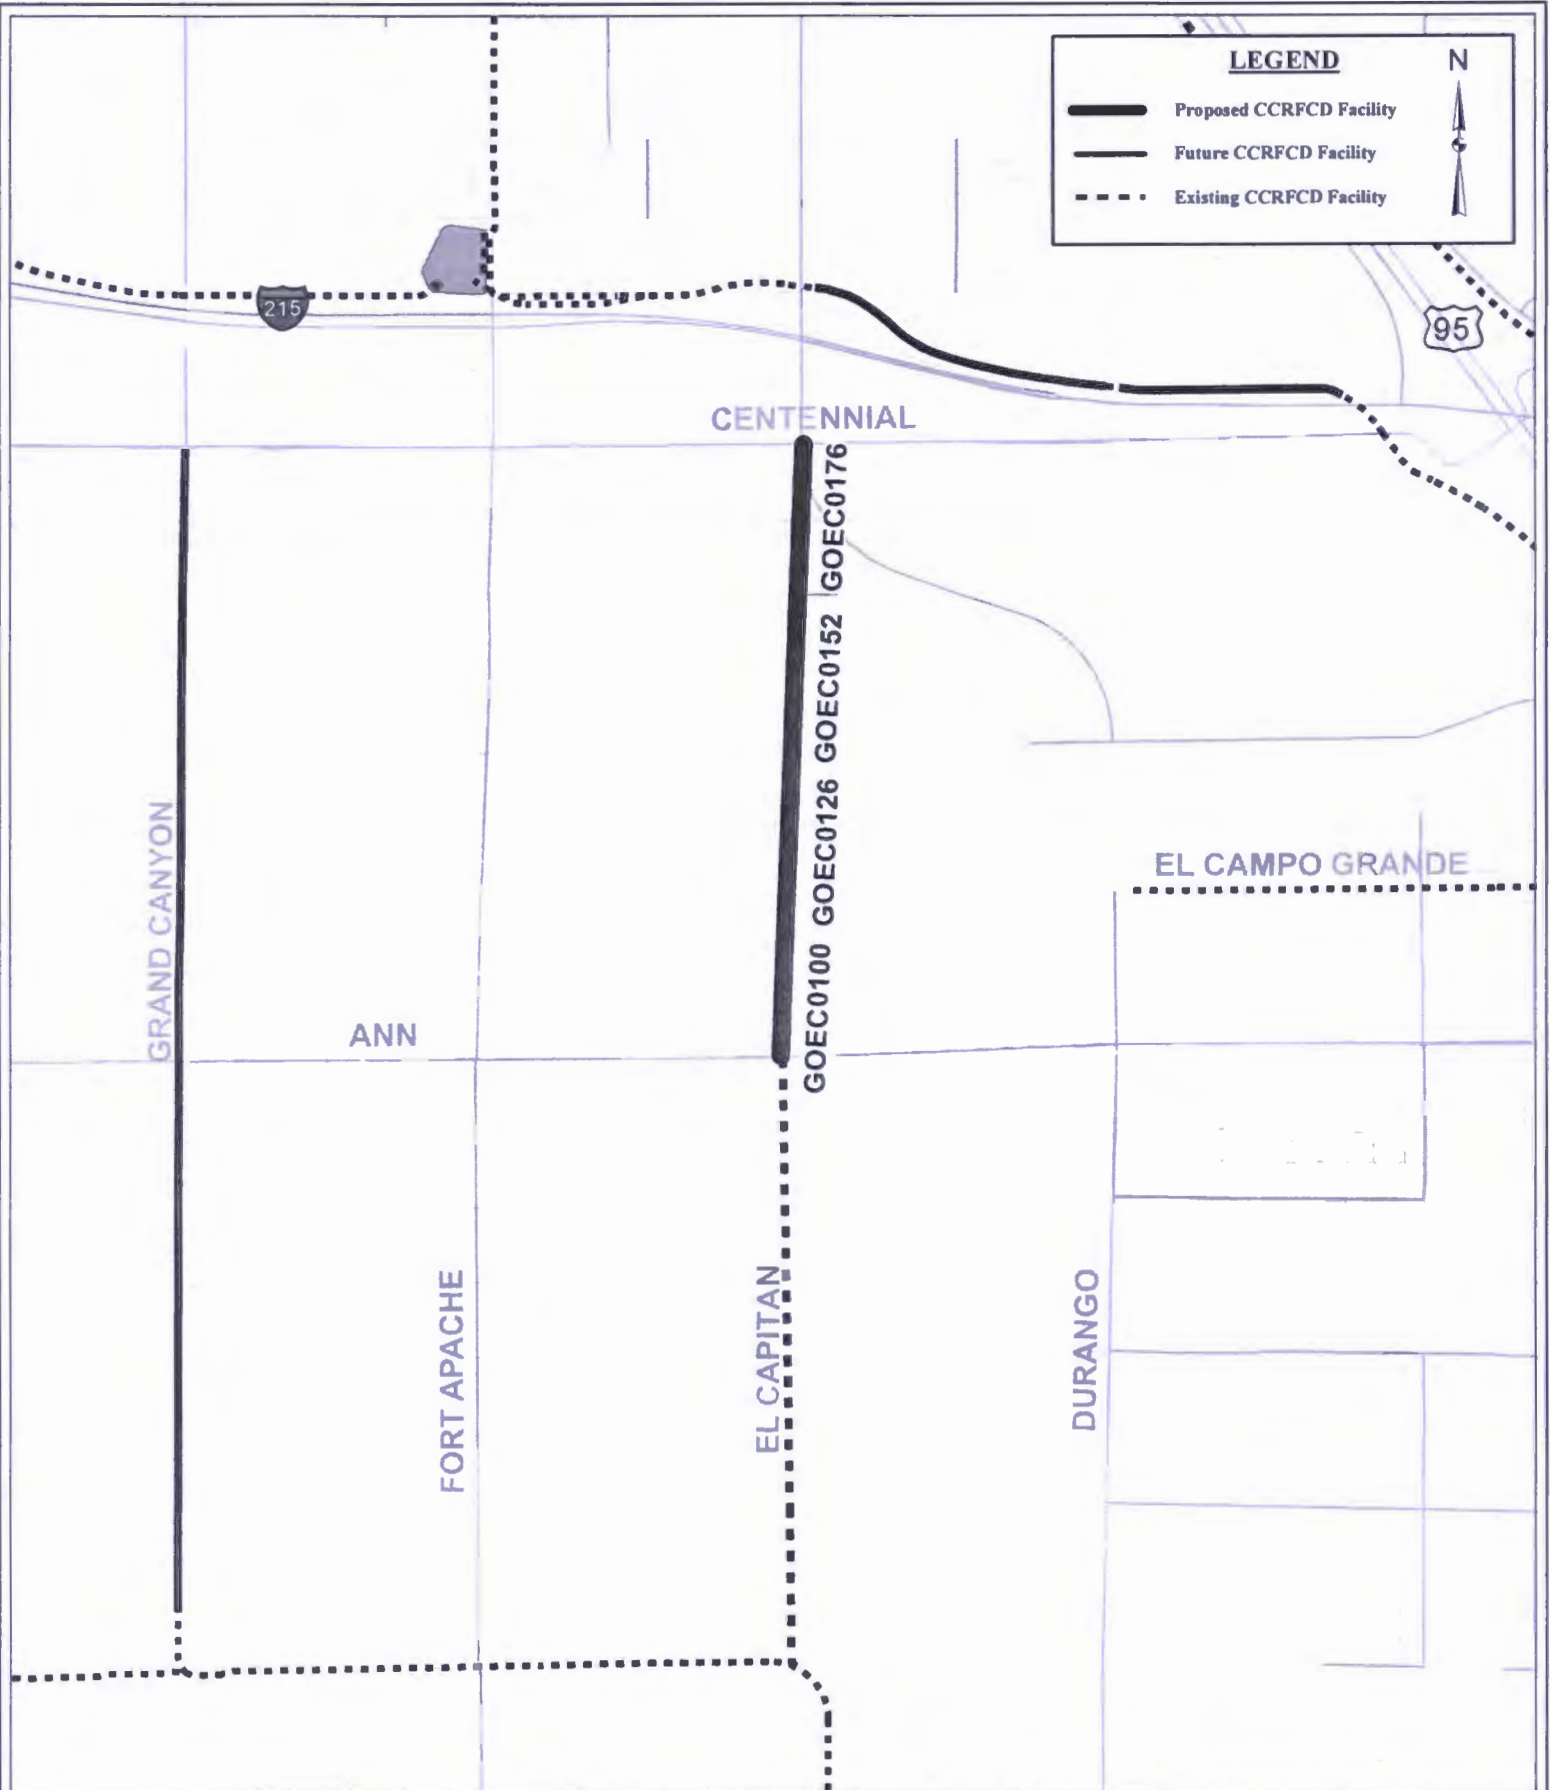 LEGEND
N
Proposed CCRFCD Facility
Future CCRFCD Facility
Existing CCRFCD Facility
215
95
CENTENNIAL
GOEC0100 GOEC0126 GOEC0152 GOEC0176
GRAND CANYON
EL CAMPO GRANDE
ANN
FORT APACHE
EL CAPITAN
DURANGO